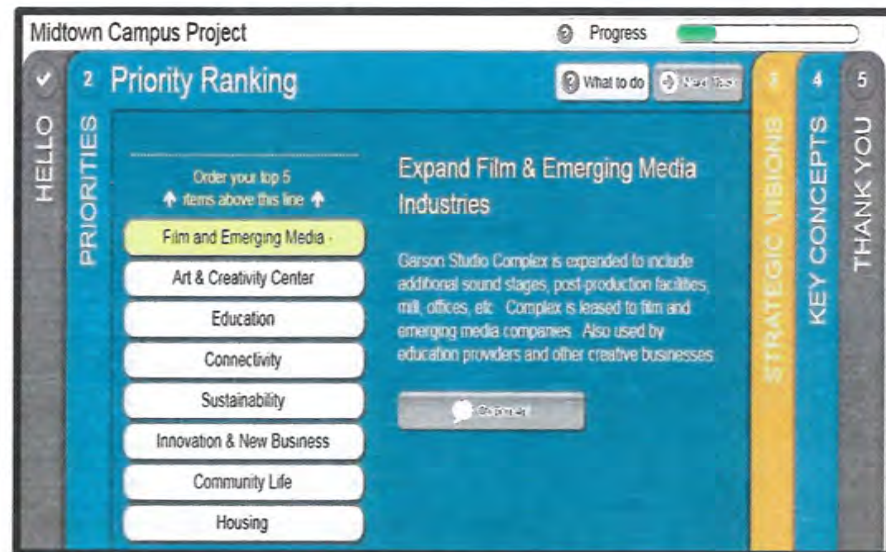 Midtown Campus Project
Progress
HELLO
2
PRIORITIES
Priority Ranking
What to do
Next Task
Order your top 5
items above this line
Film and Emerging Media
Art & Creativity Center
Education
Connectivity
Sustainability
Innovation & New Business
Community Life
Housing
Expand Film & Emerging Media
Industries
Garson Studio Complex is expanded to include
additional sound stages, post-production facilities,
mill, offices, etc. Complex is leased to film and
emerging media companies. Also used by
education providers and other creative businesses.
3
STRATEGIC VISIONS
4
KEY CONCEPTS
5
THANK YOU